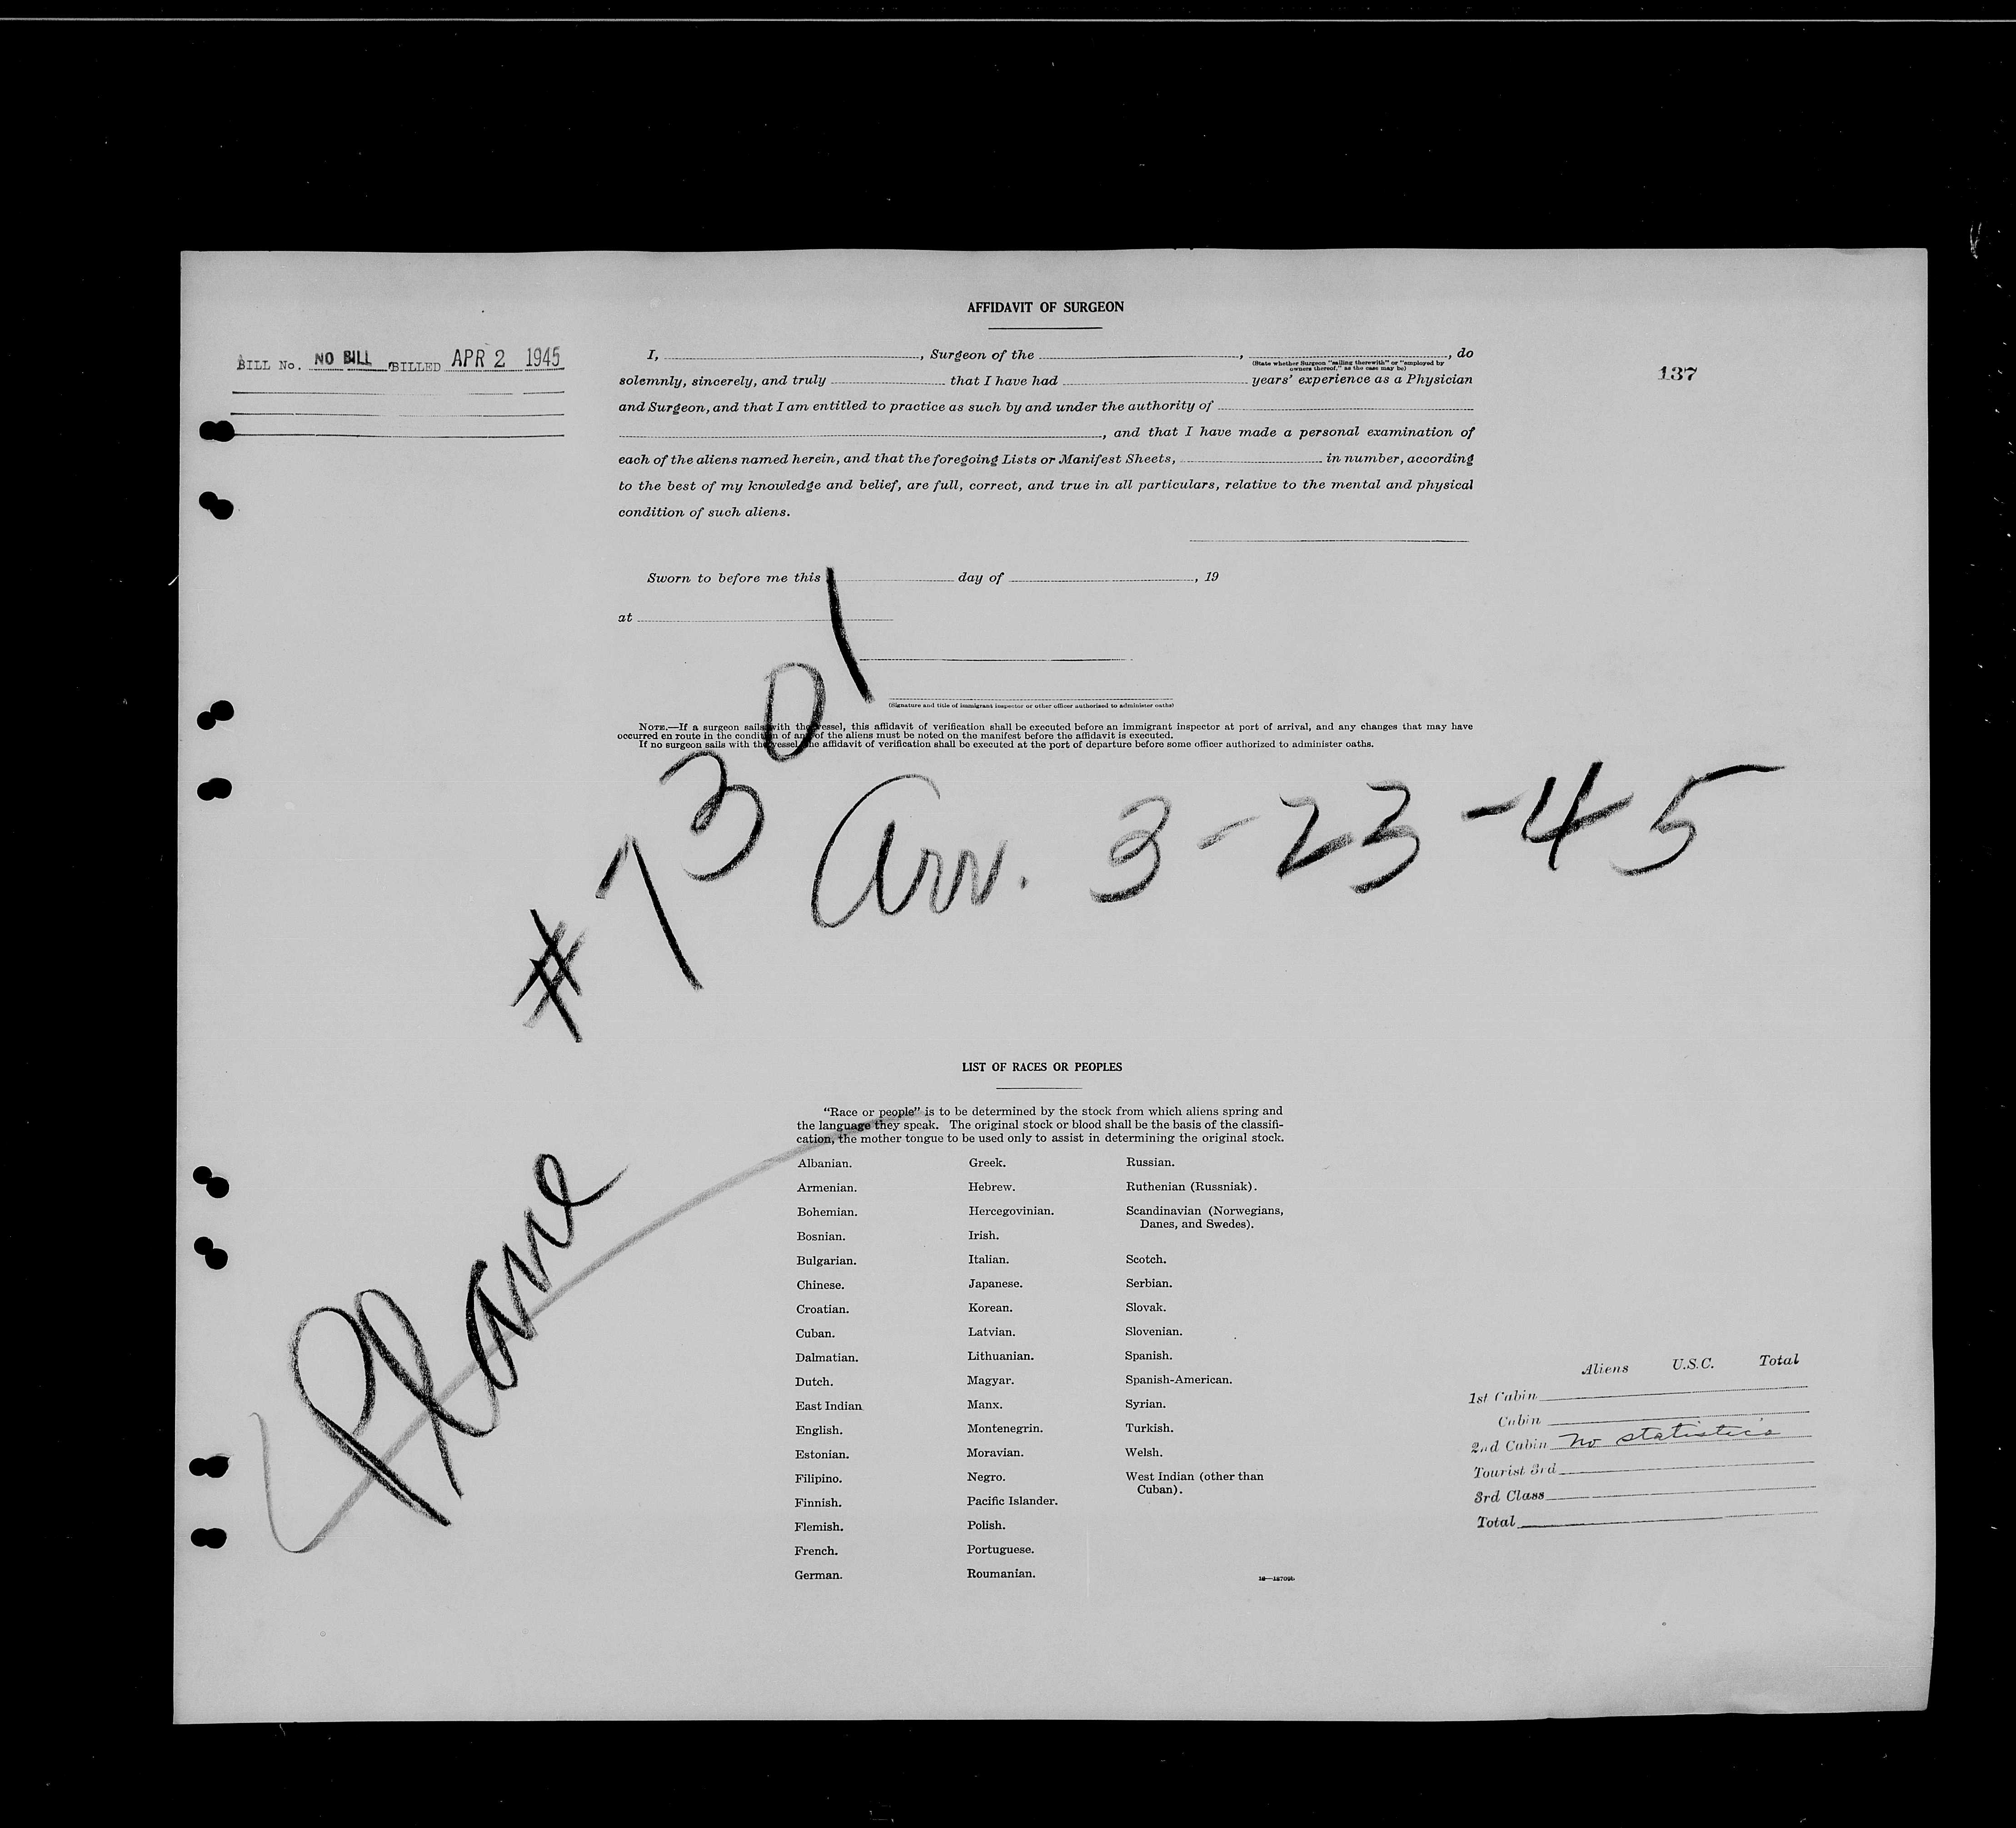 AFFIDAVIT OF SURGEON
BILL No. NO BILL BILLED APR 2 1945
137
I, , Surgeon of the , , do
(State whether Surgeon "sailing therewith" or "employed by
owners thereof," as the case may be)
solemnly, sincerely, and truly that I have had years' experience as a Physician
and Surgeon, and that I am entitled to practice as such by and under the authority of
, and that I have made a personal examination of
each of the aliens named herein, and that the foregoing Lists or Manifest Sheets, in number, according
to the best of my knowledge and belief, are full, correct, and true in all particulars, relative to the mental and physical
condition of such aliens.
Sworn to before me this day of , 19
at
(Signature and title of immigrant inspector or other officer authorized to administer oaths)
NOTE.—If a surgeon sails with the vessel, this affidavit of verification shall be executed before an immigrant inspector at port of arrival, and any changes that may have
occurred en route in the condition of any of the aliens must be noted on the manifest before the affidavit is executed.
If no surgeon sails with the vessel, the affidavit of verification shall be executed at the port of departure before some officer authorized to administer oaths.
#7301
Arr. 3-23-45
Plane
LIST OF RACES OR PEOPLES
"Race or people" is to be determined by the stock from which aliens spring and
the language they speak. The original stock or blood shall be the basis of the classifi-
cation, the mother tongue to be used only to assist in determining the original stock.
Albanian.
Armenian.
Bohemian.
Bosnian.
Bulgarian.
Chinese.
Croatian.
Cuban.
Dalmatian.
Dutch.
East Indian
English.
Estonian.
Filipino.
Finnish.
Flemish.
French.
German.
Greek.
Hebrew.
Hercegovinian.
Irish.
Italian.
Japanese.
Korean.
Latvian.
Lithuanian.
Magyar.
Manx.
Montenegrin.
Moravian.
Negro.
Pacific Islander.
Polish.
Portuguese.
Roumanian.
Russian.
Ruthenian (Russniak).
Scandinavian (Norwegians,
Danes, and Swedes).
Scotch.
Serbian.
Slovak.
Slovenian.
Spanish.
Spanish-American.
Syrian.
Turkish.
Welsh.
West Indian (other than
Cuban).
Aliens U.S.C. Total
1st Cabin
Cabin
2nd Cabin No statistics
Tourist 3rd
3rd Class
Total